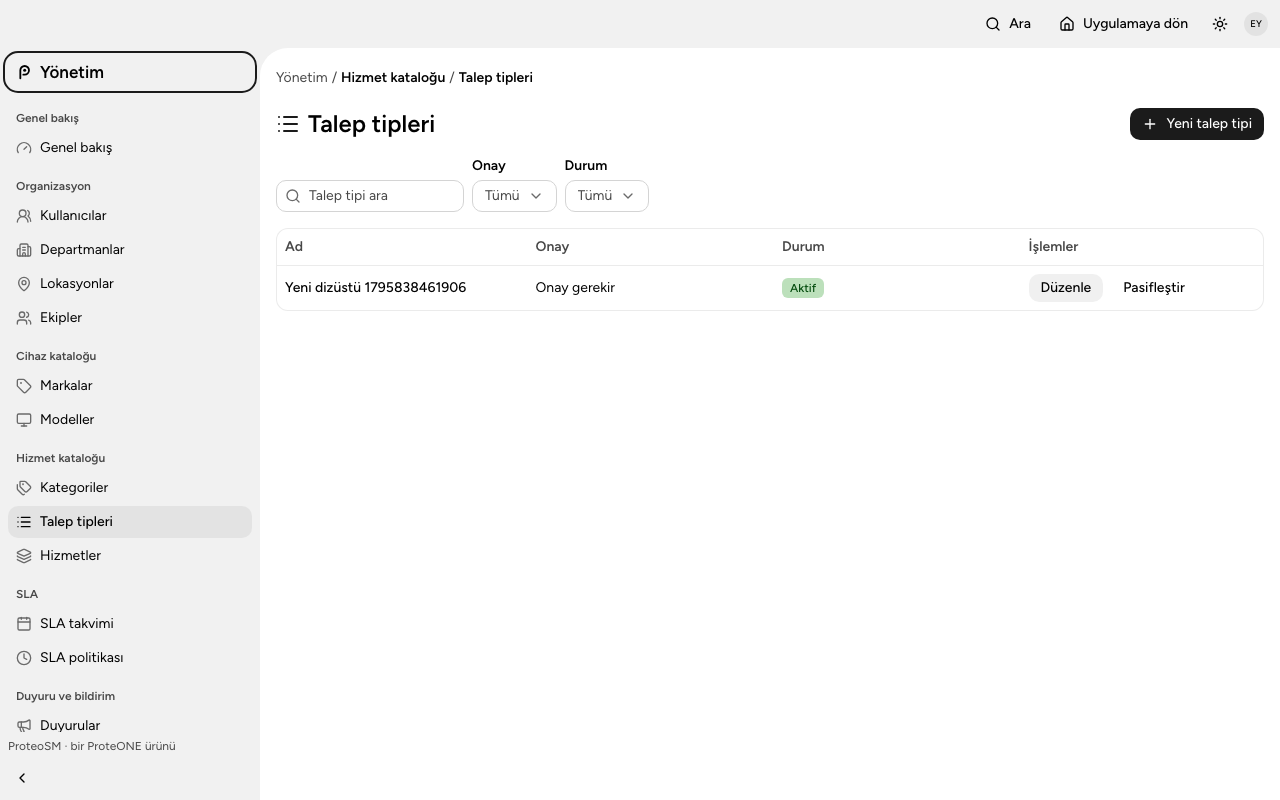 Ara
Uygulamaya dön
EY
Yönetim
Genel bakış
Genel bakış
Organizasyon
Kullanıcılar
Departmanlar
Lokasyonlar
Ekipler
Cihaz kataloğu
Markalar
Modeller
Hizmet kataloğu
Kategoriler
Talep tipleri
Hizmetler
SLA
SLA takvimi
SLA politikası
Duyuru ve bildirim
Duyurular
ProteoSM · bir ProteONE ürünü
Yönetim / Hizmet kataloğu / Talep tipleri
Talep tipleri
Yeni talep tipi
Onay Durum
Talep tipi ara Tümü Tümü
Ad Onay Durum İşlemler
Yeni dizüstü 1795838461906 Onay gerekir Aktif Düzenle Pasifleştir